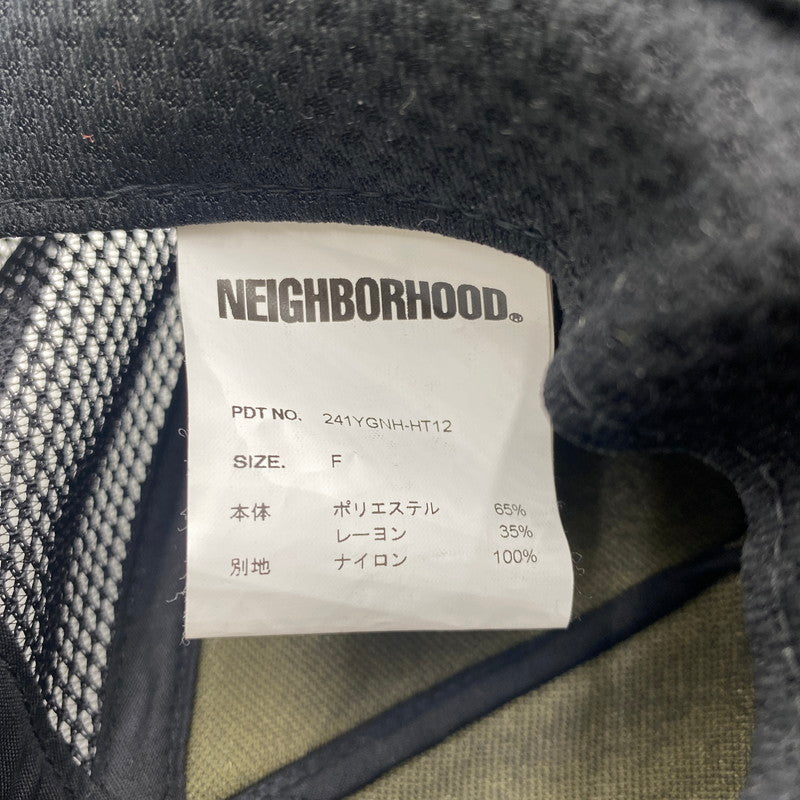 NEIGHBORHOOD®
PDT NO. 241YGNH-HT12
SIZE. F
本体 ポリエステル 65%
レーヨン 35%
別地 ナイロン 100%